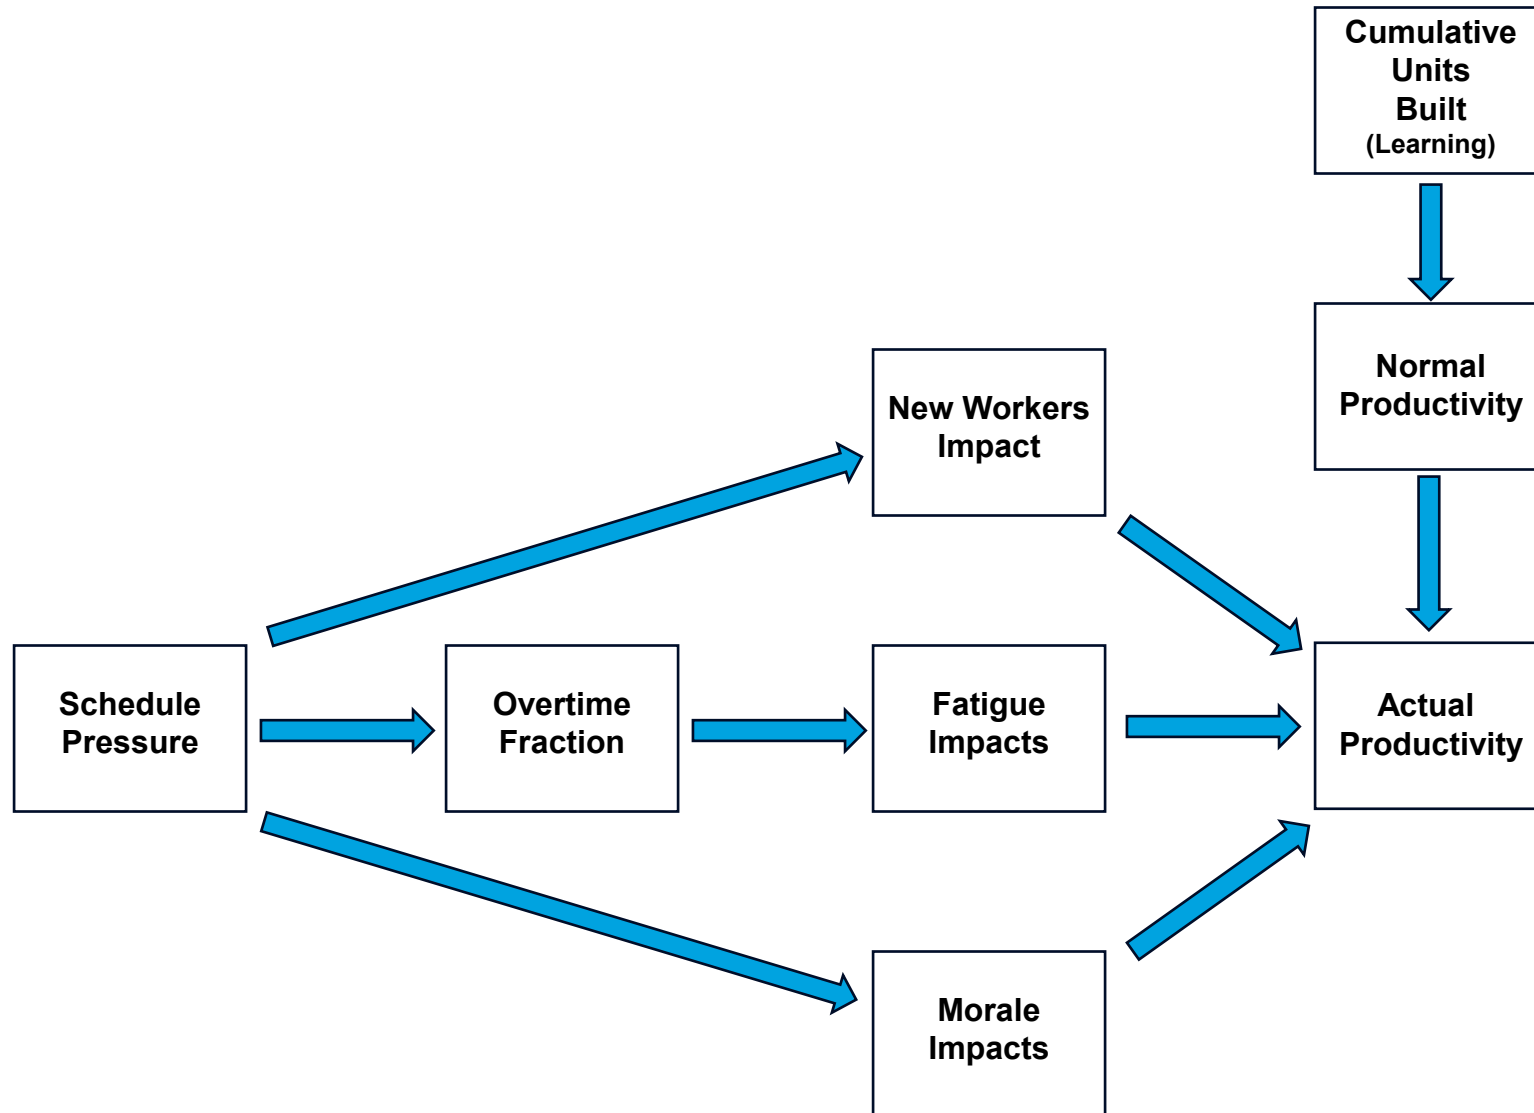 Cumulative
Units
Built
(Learning)
Normal
Productivity
New Workers
Impact
Schedule
Pressure
Overtime
Fraction
Fatigue
Impacts
Actual
Productivity
Morale
Impacts